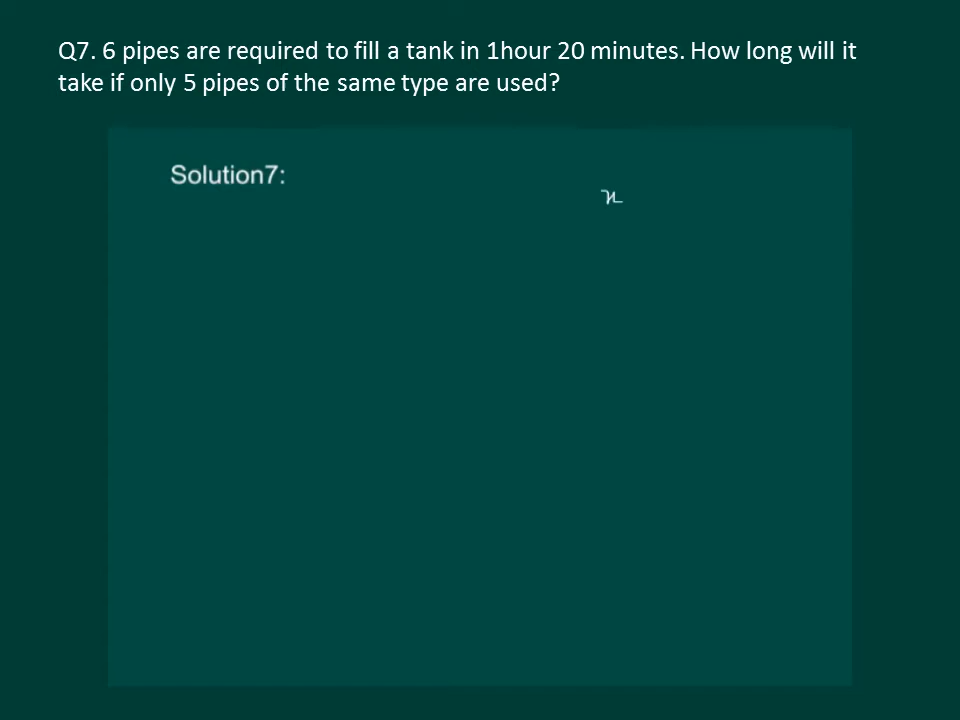 Q7. 6 pipes are required to fill a tank in 1hour 20 minutes. How long will it
take if only 5 pipes of the same type are used?
Solution7:
x